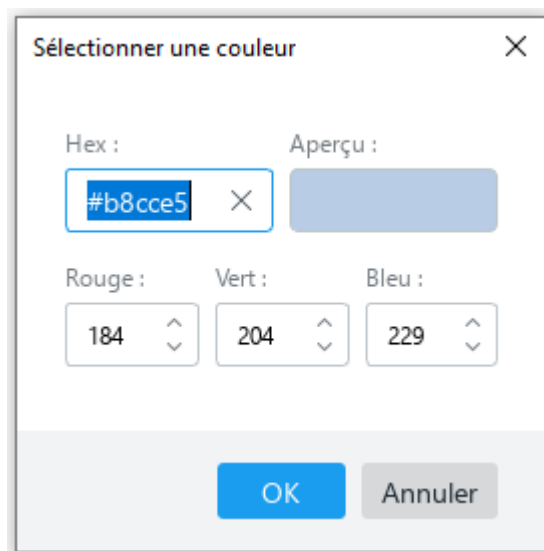 Sélectionner une couleur
Hex :
Aperçu :
#b8cce5
Rouge :
Vert :
Bleu :
184
204
229
OK
Annuler